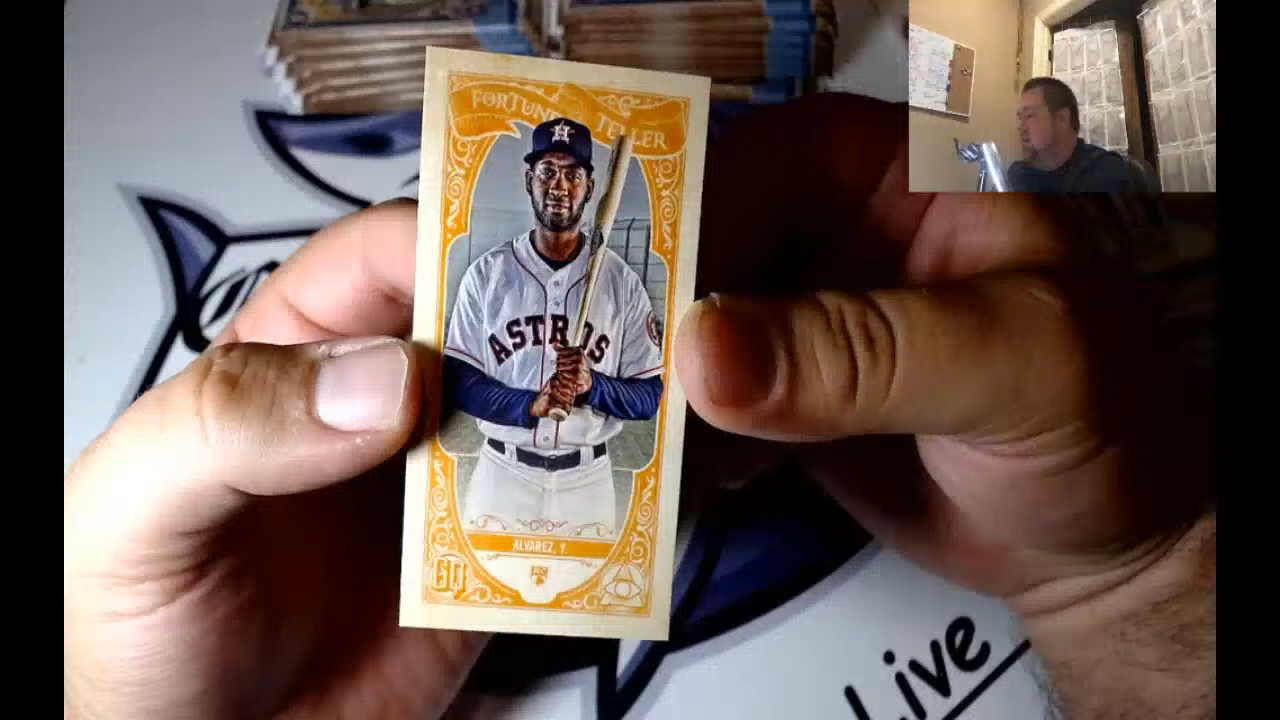 FORTUNE TELLER
H
ASTROS
ALVAREZ, Y.
GQ
Live